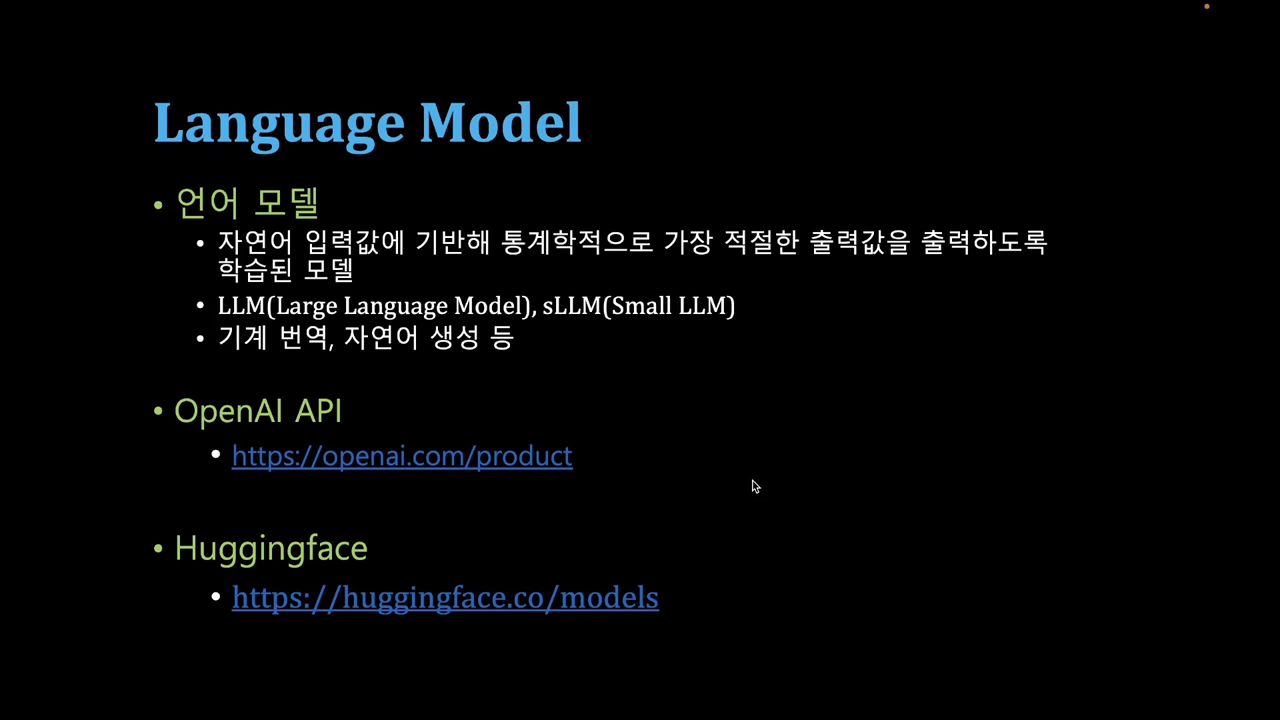 Language Model
• 언어 모델
• 자연어 입력값에 기반해 통계학적으로 가장 적절한 출력값을 출력하도록
학습된 모델
• LLM(Large Language Model), sLLM(Small LLM)
• 기계 번역, 자연어 생성 등
• OpenAI API
• https://openai.com/product
• Huggingface
• https://huggingface.co/models